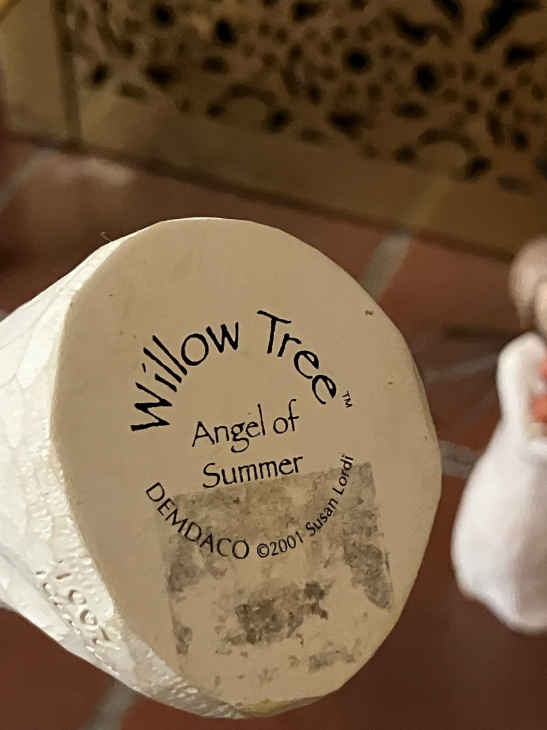 Willow Tree™
Angel of
Summer
DEMDACO ©2001 Susan Lordi